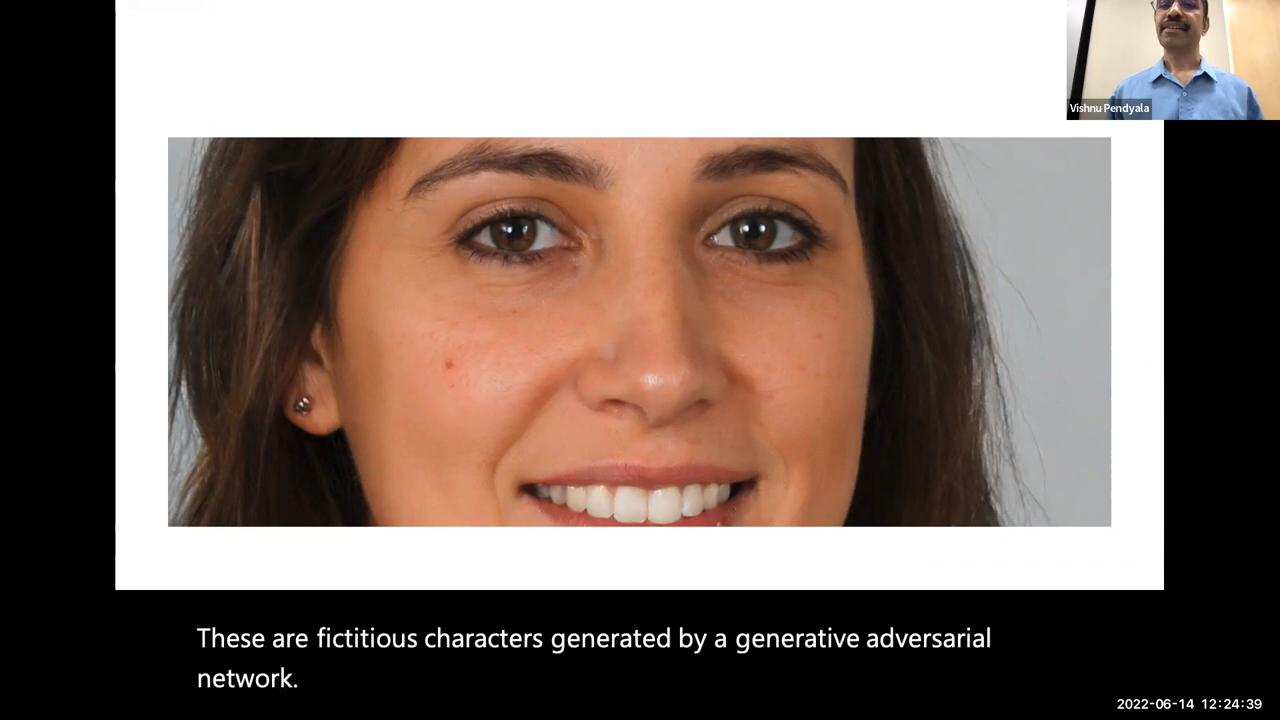 Vishnu Pendyala
These are fictitious characters generated by a generative adversarial
network.
2022-06-14 12:24:39